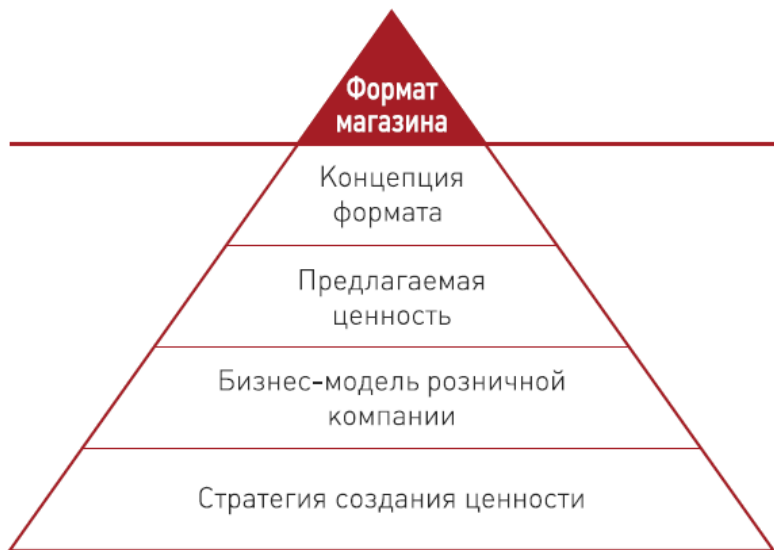 Формат
магазина
Концепция
формата
Предлагаемая
ценность
Бизнес-модель розничной
компании
Стратегия создания ценности